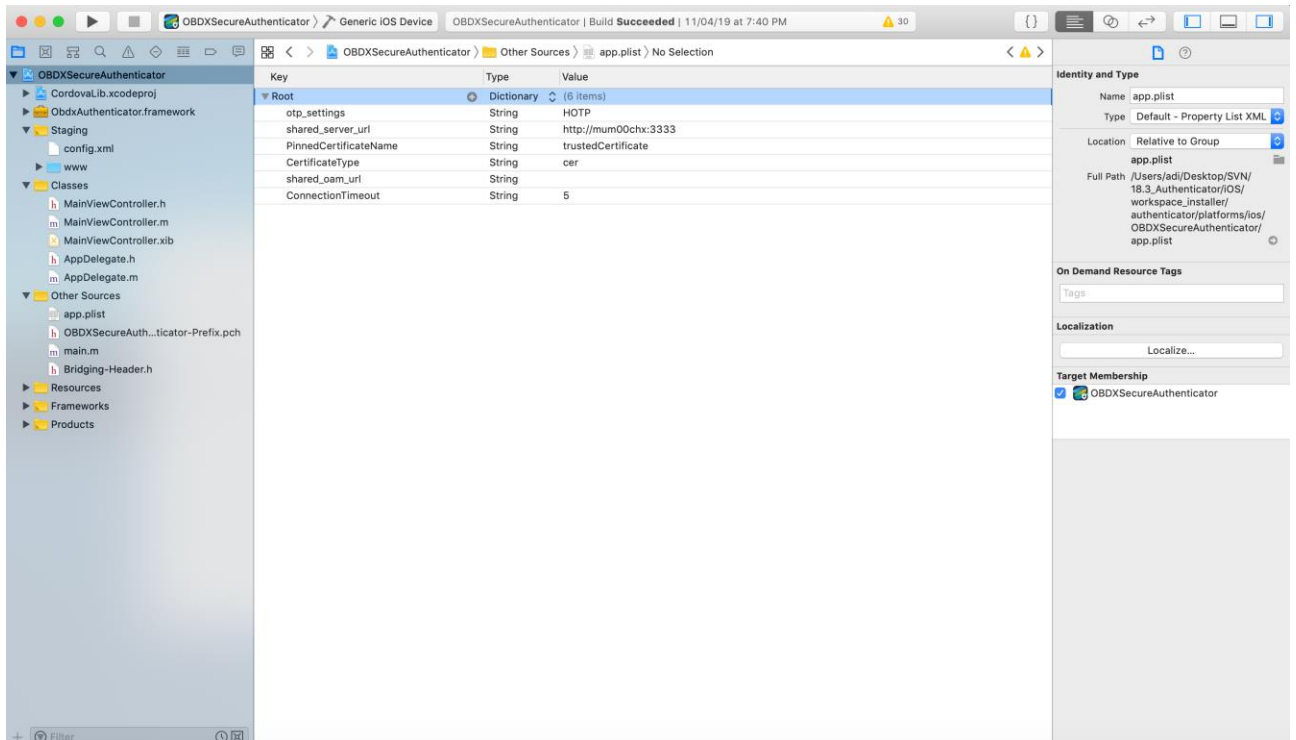 OBDXSecureAuthenticator Generic iOS Device OBDXSecureAuthenticator | Build Succeeded | 11/04/19 at 7:40 PM 30 {}
OBDXSecureAuthenticator Other Sources app.plist No Selection
OBDXSecureAuthenticator
CordovaLib.xcodeproj
ObdxAuthenticator.framework
Staging
config.xml
www
Classes
MainViewController.h
MainViewController.m
MainViewController.xib
AppDelegate.h
AppDelegate.m
Other Sources
app.plist
OBDXSecureAuth...ticator-Prefix.pch
main.m
Bridging-Header.h
Resources
Frameworks
Products
Filter
Key Type Value
Root Dictionary (6 items)
otp_settings String HOTP
shared_server_url String http://mum00chx:3333
PinnedCertificateName String trustedCertificate
CertificateType String cer
shared_oam_url String
ConnectionTimeout String 5
Identity and Type
Name app.plist
Type Default - Property List XML
Location Relative to Group
app.plist
Full Path /Users/adi/Desktop/SVN/
18.3_Authenticator/iOS/
workspace_installer/
authenticator/platforms/ios/
OBDXSecureAuthenticator/
app.plist
On Demand Resource Tags
Tags
Localization
Localize...
Target Membership
OBDXSecureAuthenticator